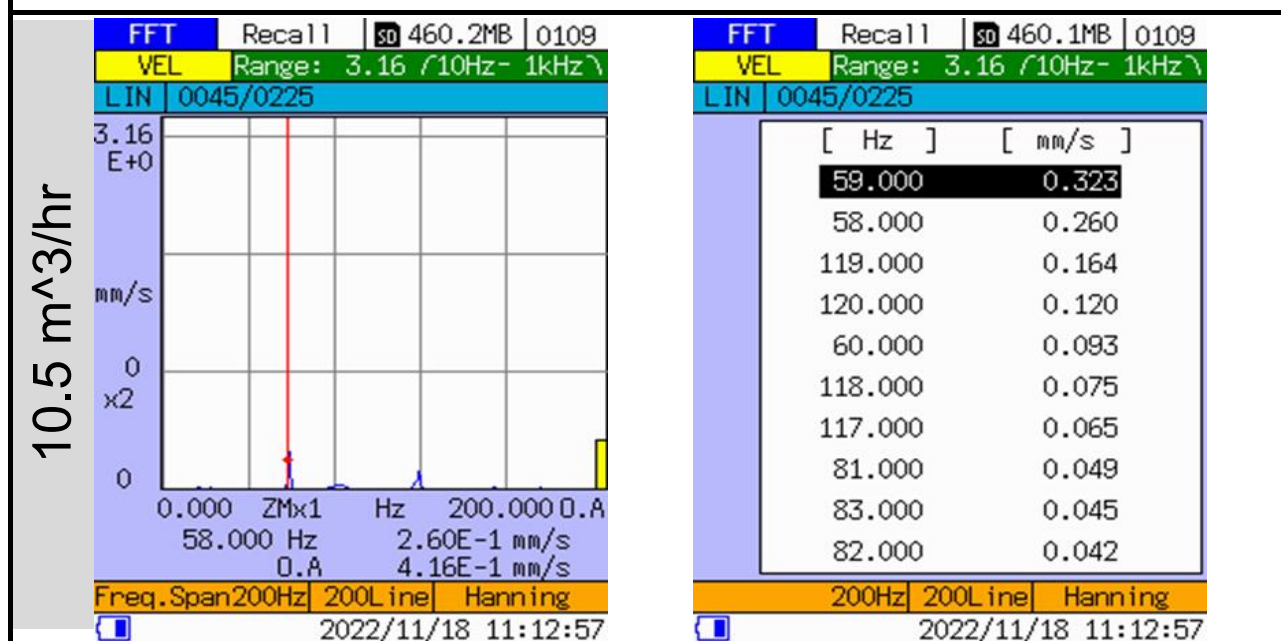 10.5 m^3/hr
FFT Recall SD 460.2MB 0109
VEL Range: 3.16 /10Hz- 1kHz\
LIN 0045/0225
3.16
E+0
mm/s
0
x2
0
0.000 ZMx1 Hz 200.000 O.A
58.000 Hz 2.60E-1 mm/s
O.A 4.16E-1 mm/s
Freq.Span200Hz 200Line Hanning
2022/11/18 11:12:57
FFT Recall SD 460.1MB 0109
VEL Range: 3.16 /10Hz- 1kHz\
LIN 0045/0225
[ Hz ] [ mm/s ]
59.000 0.323
58.000 0.260
119.000 0.164
120.000 0.120
60.000 0.093
118.000 0.075
117.000 0.065
81.000 0.049
83.000 0.045
82.000 0.042
200Hz 200Line Hanning
2022/11/18 11:12:57